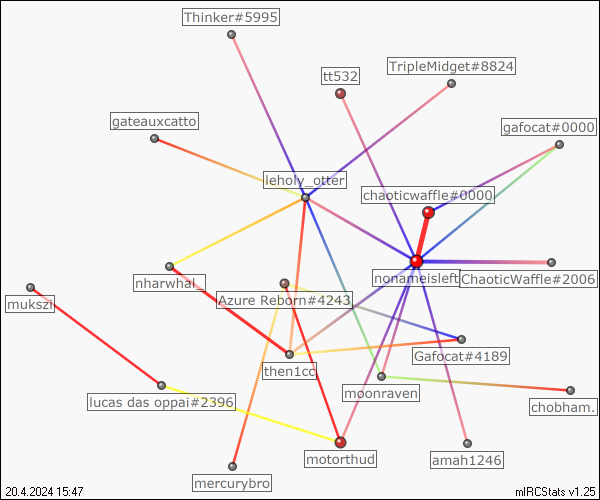 Thinker#5995
TripleMidget#8824
tt532
gateauxcatto
gafocat#0000
leholy_otter
chaoticwaffle#0000
nonameisleft
ChaoticWaffle#2006
nharwhal_
Azure Reborn#4243
mukszi
Gafocat#4189
then1cc
moonraven
lucas das oppai#2396
chobham.
motorthud
amah1246
mercurybro
20.4.2024 15:47
mIRCStats v1.25